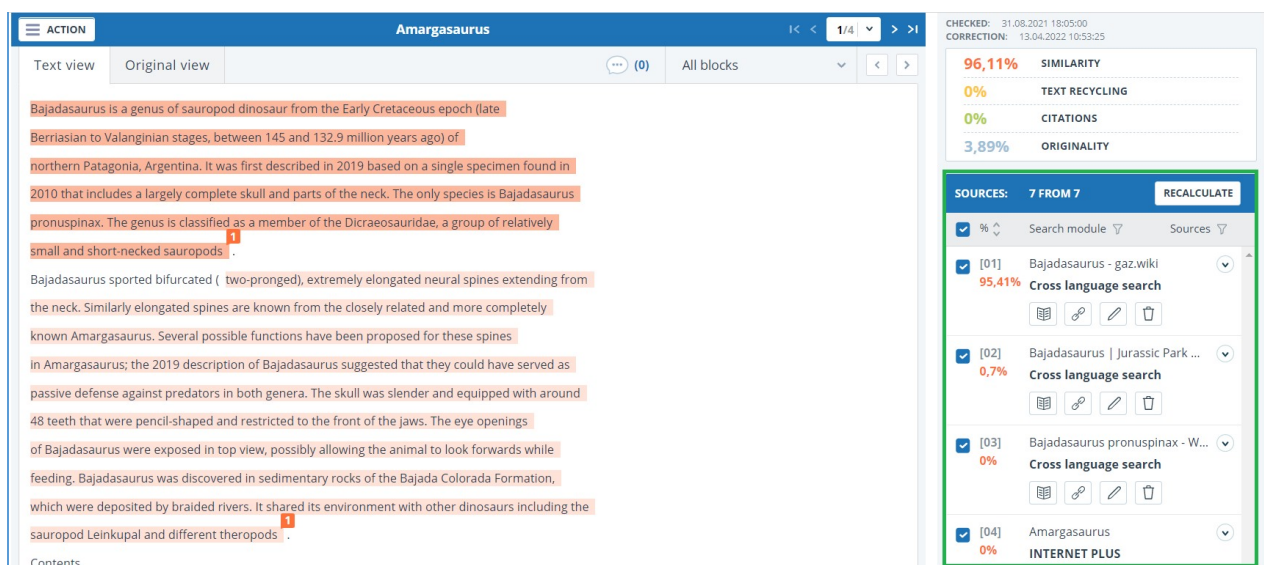 ACTION
Amargasaurus
1/4
Text view
Original view
(0)
All blocks
Bajadasaurus is a genus of sauropod dinosaur from the Early Cretaceous epoch (late
Berriasian to Valanginian stages, between 145 and 132.9 million years ago) of
northern Patagonia, Argentina. It was first described in 2019 based on a single specimen found in
2010 that includes a largely complete skull and parts of the neck. The only species is Bajadasaurus
pronuspinax. The genus is classified as a member of the Dicraeosauridae, a group of relatively
1
small and short-necked sauropods .
Bajadasaurus sported bifurcated ( two-pronged), extremely elongated neural spines extending from
the neck. Similarly elongated spines are known from the closely related and more completely
known Amargasaurus. Several possible functions have been proposed for these spines
in Amargasaurus; the 2019 description of Bajadasaurus suggested that they could have served as
passive defense against predators in both genera. The skull was slender and equipped with around
48 teeth that were pencil-shaped and restricted to the front of the jaws. The eye openings
of Bajadasaurus were exposed in top view, possibly allowing the animal to look forwards while
feeding. Bajadasaurus was discovered in sedimentary rocks of the Bajada Colorada Formation,
which were deposited by braided rivers. It shared its environment with other dinosaurs including the
1
sauropod Leinkupal and different theropods .
Contents
CHECKED: 31.08.2021 18:05:00
CORRECTION: 13.04.2022 10:53:25
96,11% SIMILARITY
0% TEXT RECYCLING
0% CITATIONS
3,89% ORIGINALITY
SOURCES: 7 FROM 7 RECALCULATE
% Search module Sources
[01] Bajadasaurus - gaz.wiki
95,41% Cross language search
[02] Bajadasaurus | Jurassic Park ...
0,7% Cross language search
[03] Bajadasaurus pronuspinax - W...
0% Cross language search
[04] Amargasaurus
0% INTERNET PLUS